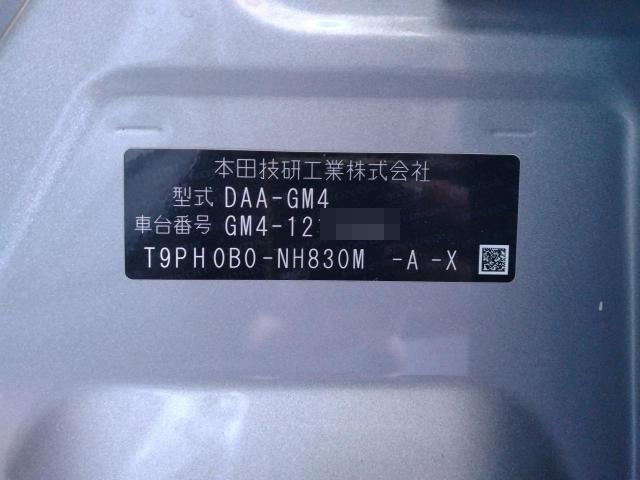 本田技研工業株式会社
型式 DAA-GM4
車台番号 GM4-12
T9PH0B0-NH830M -A -X